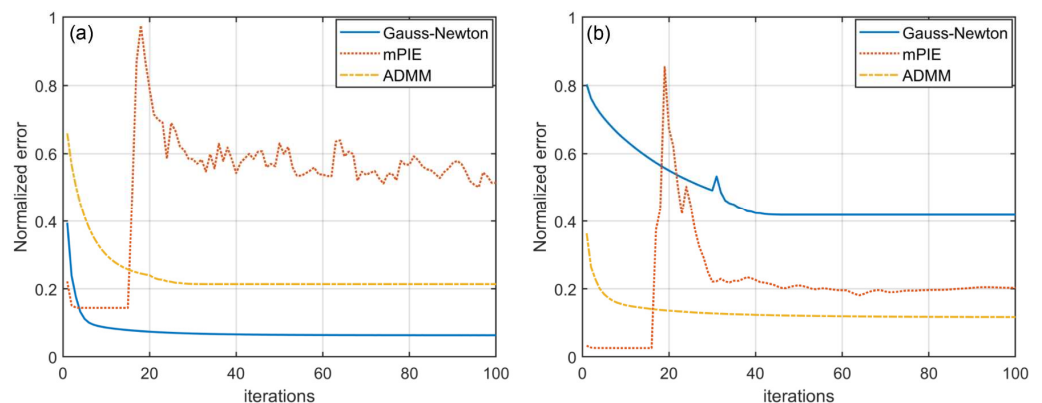 (a)
Gauss-Newton
mPIE
ADMM
Normalized error
1
0.8
0.6
0.4
0.2
0
0 20 40 60 80 100
iterations
(b)
Gauss-Newton
mPIE
ADMM
Normalized error
1
0.8
0.6
0.4
0.2
0
0 20 40 60 80 100
iterations